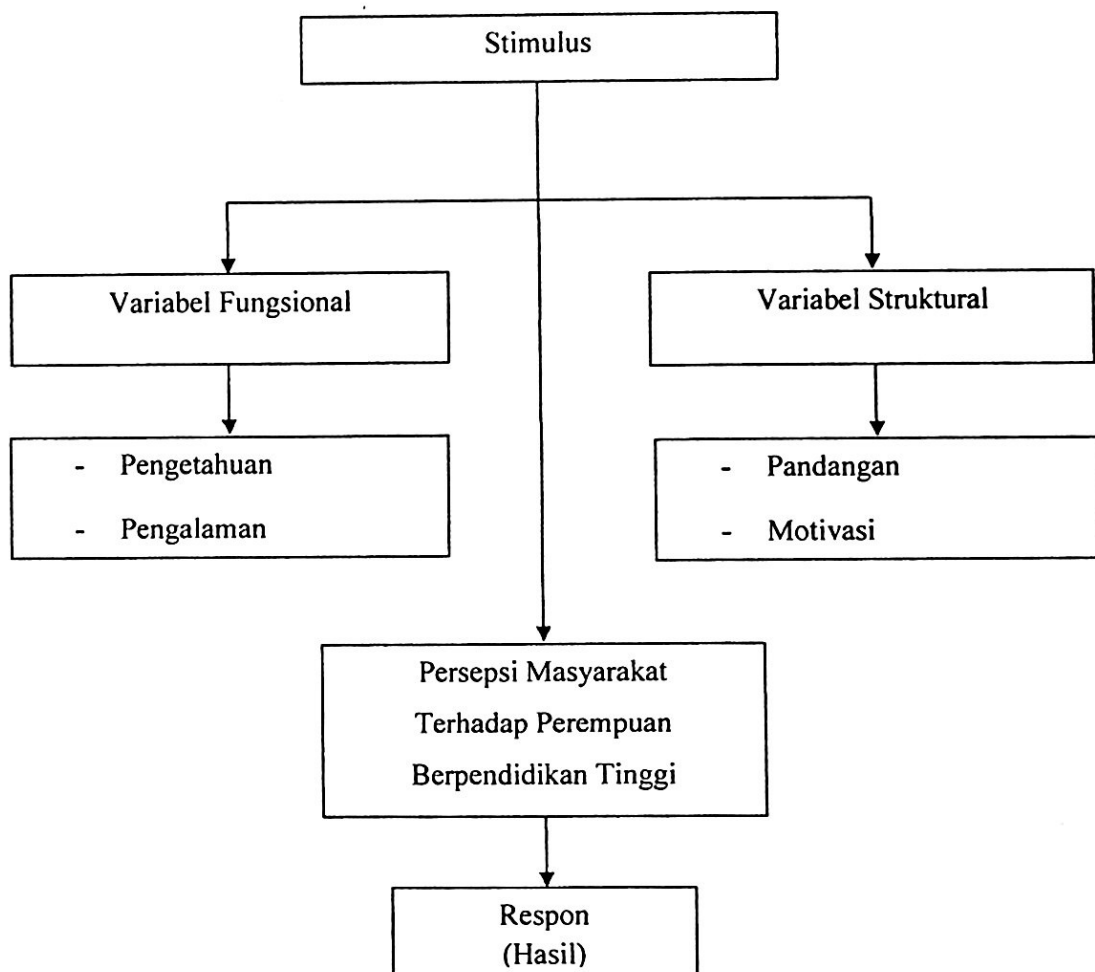 Stimulus
Variabel Fungsional
Variabel Struktural
- Pengetahuan
- Pengalaman
- Pandangan
- Motivasi
Persepsi Masyarakat
Terhadap Perempuan
Berpendidikan Tinggi
Respon
(Hasil)